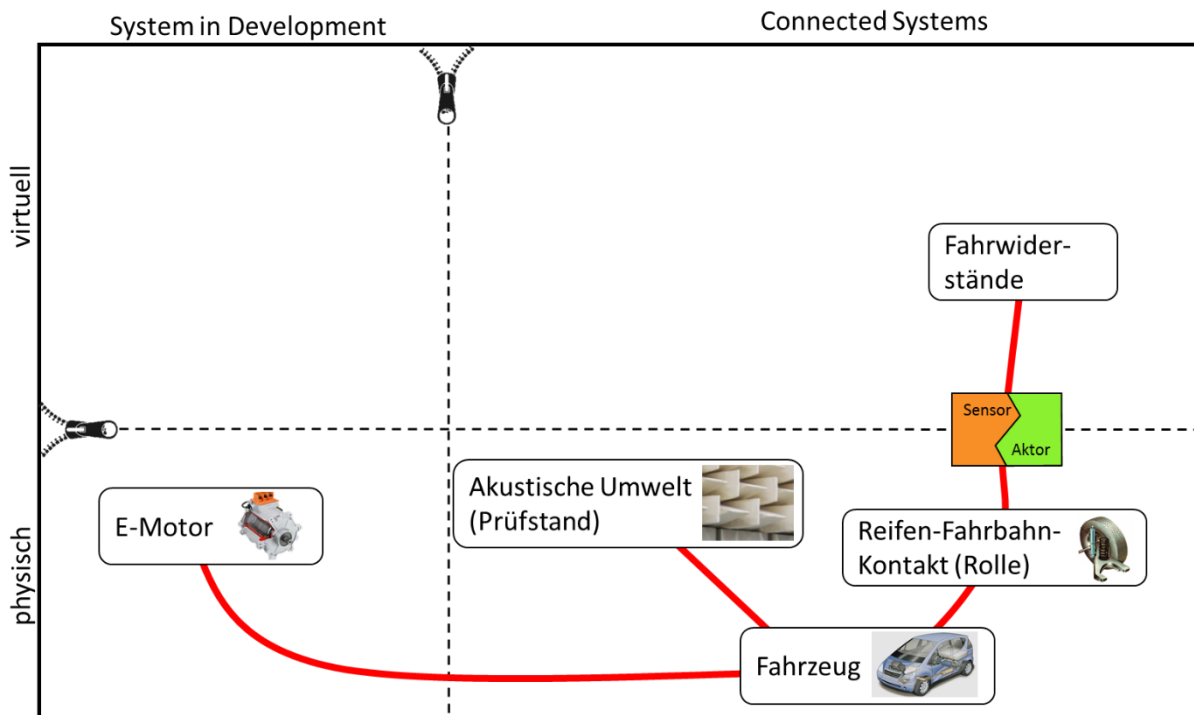 System in Development
Connected Systems
virtuell
Fahrwider-
stände
Sensor
Aktor
Akustische Umwelt
(Prüfstand)
E-Motor
Reifen-Fahrbahn-
Kontakt (Rolle)
physisch
Fahrzeug